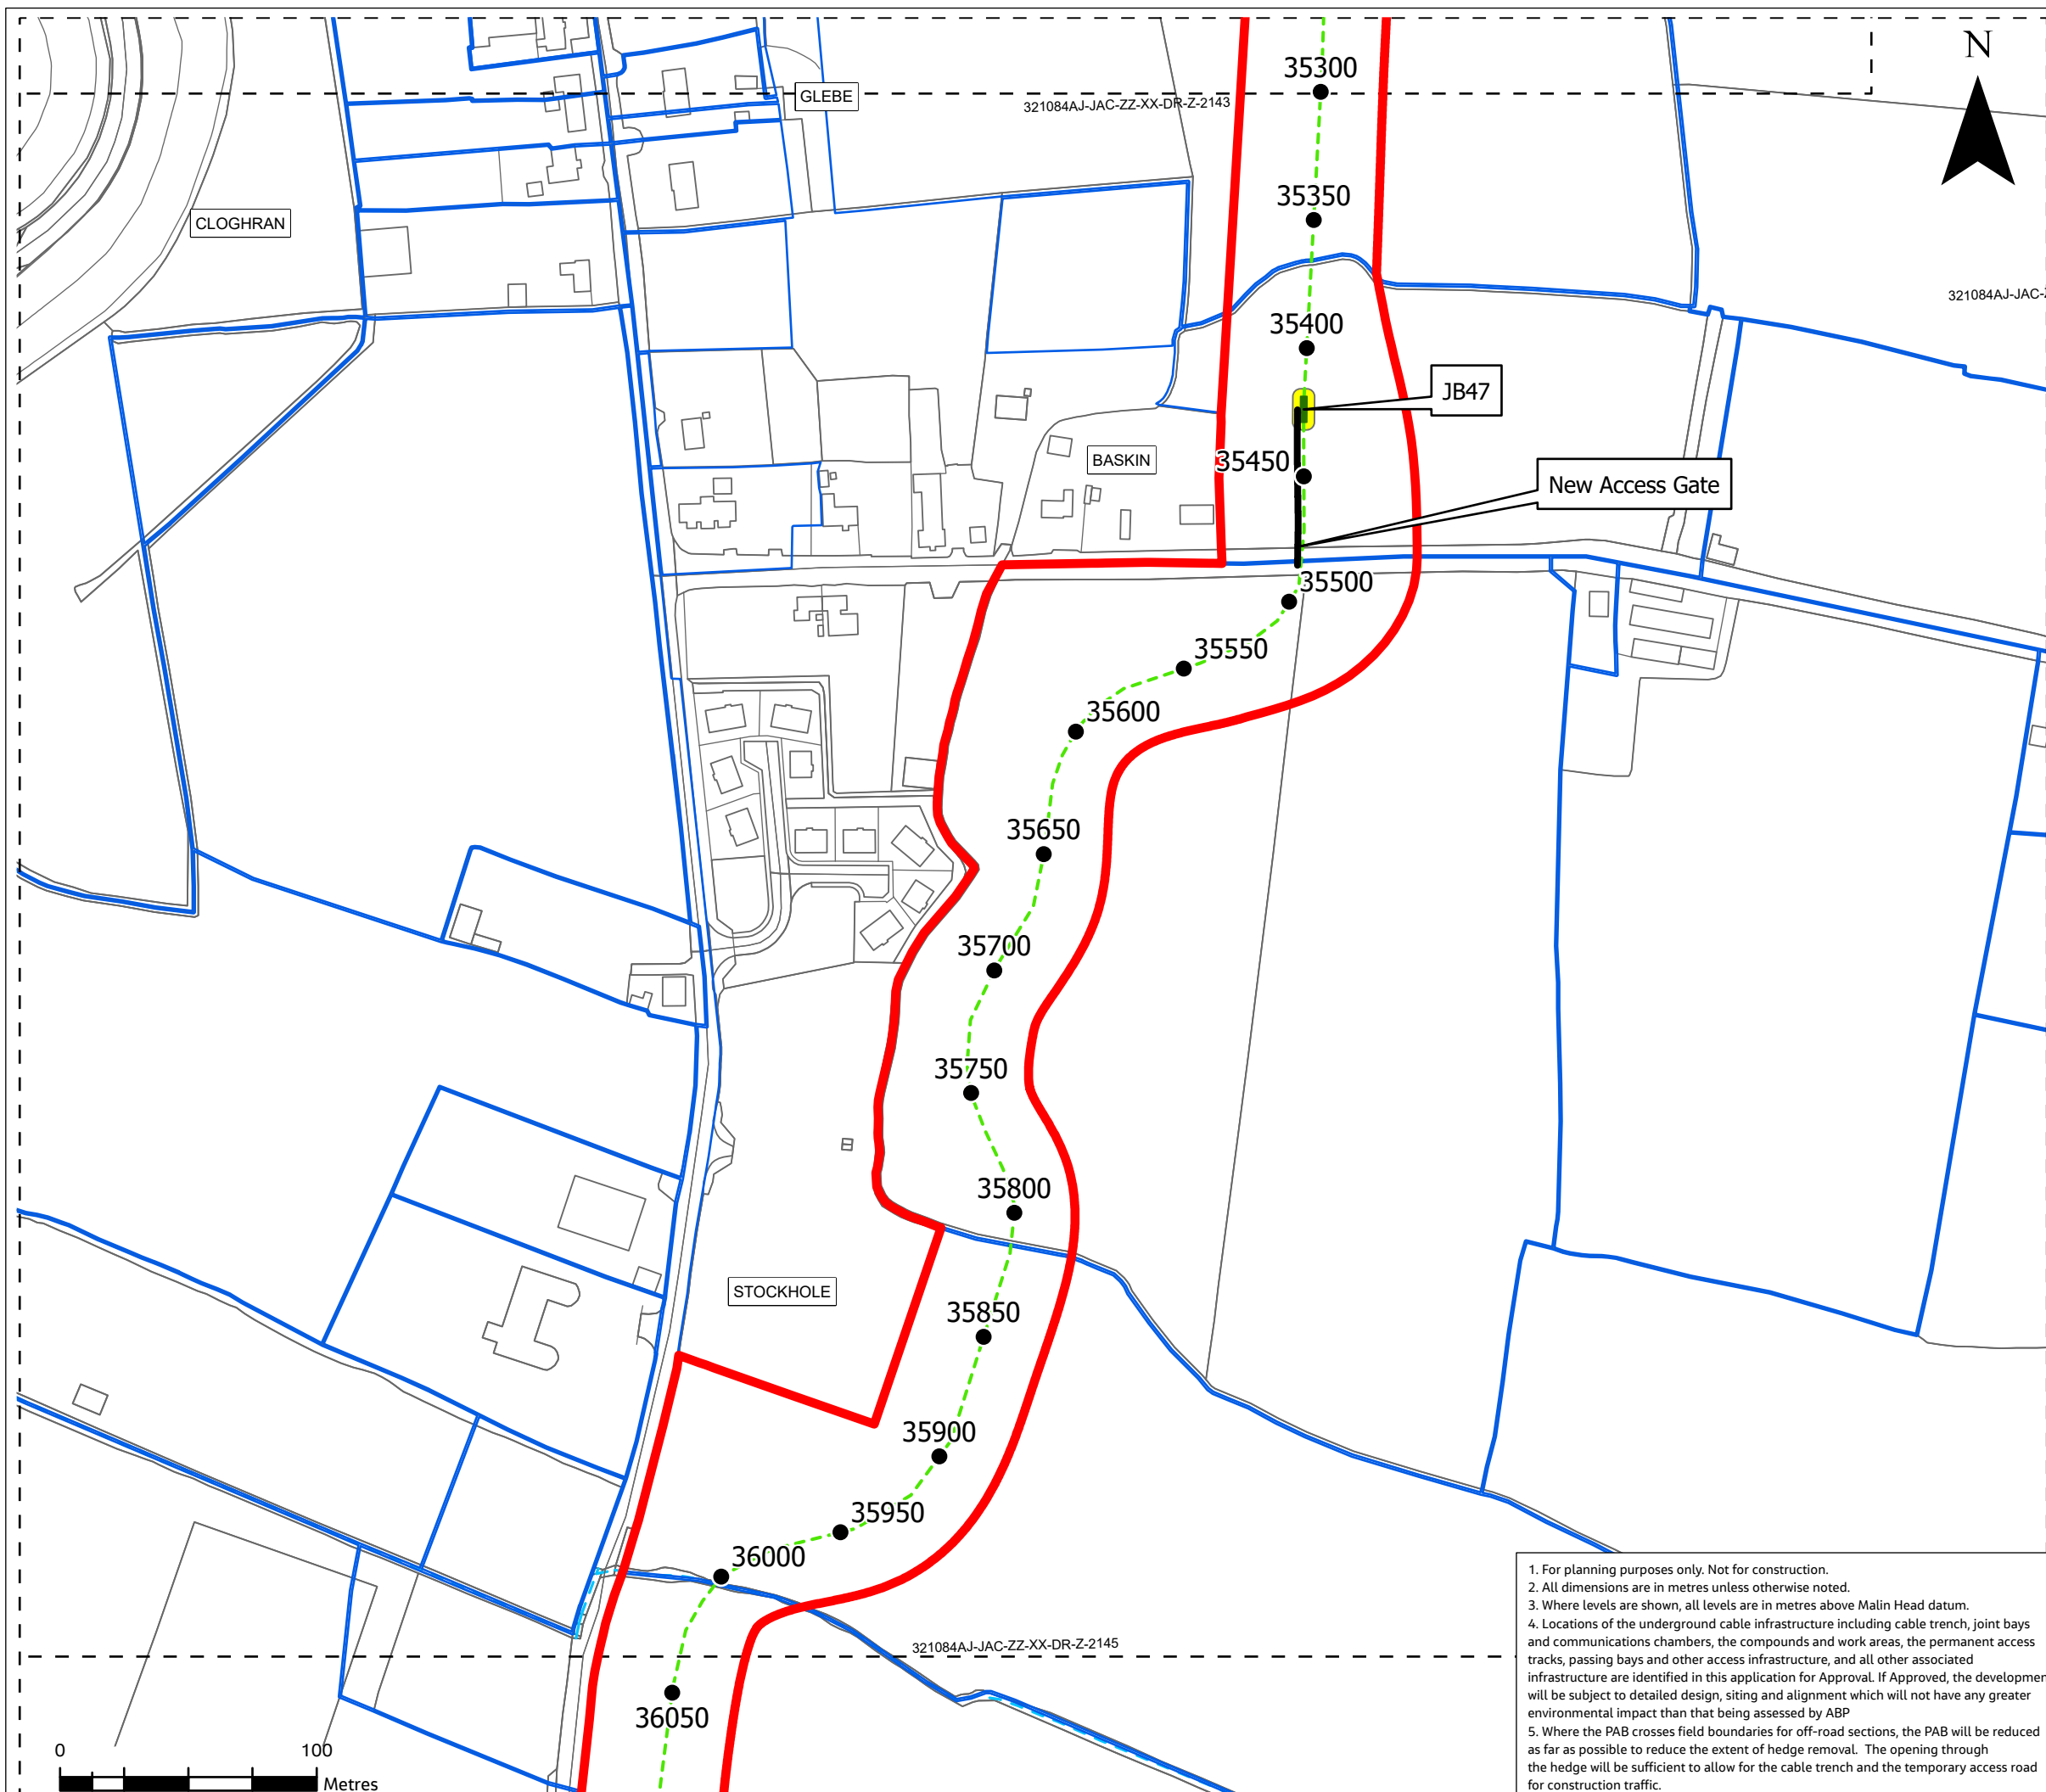 N
35300
GLEBE
321084AJ-JAC-ZZ-XX-DR-Z-2143
35350
CLOGHRAN
321084AJ-JAC-
35400
JB47
35450
BASKIN
New Access Gate
35500
35550
35600
35650
35700
35750
35800
STOCKHOLE
35850
35900
35950
36000
321084AJ-JAC-ZZ-XX-DR-Z-2145
36050
0 100
Metres
1. For planning purposes only. Not for construction.
2. All dimensions are in metres unless otherwise noted.
3. Where levels are shown, all levels are in metres above Malin Head datum.
4. Locations of the underground cable infrastructure including cable trench, joint bays
and communications chambers, the compounds and work areas, the permanent access
tracks, passing bays and other access infrastructure, and all other associated
infrastructure are identified in this application for Approval. If Approved, the developmen
will be subject to detailed design, siting and alignment which will not have any greater
environmental impact than that being assessed by ABP
5. Where the PAB crosses field boundaries for off-road sections, the PAB will be reduced
as far as possible to reduce the extent of hedge removal. The opening through
the hedge will be sufficient to allow for the cable trench and the temporary access road
for construction traffic.